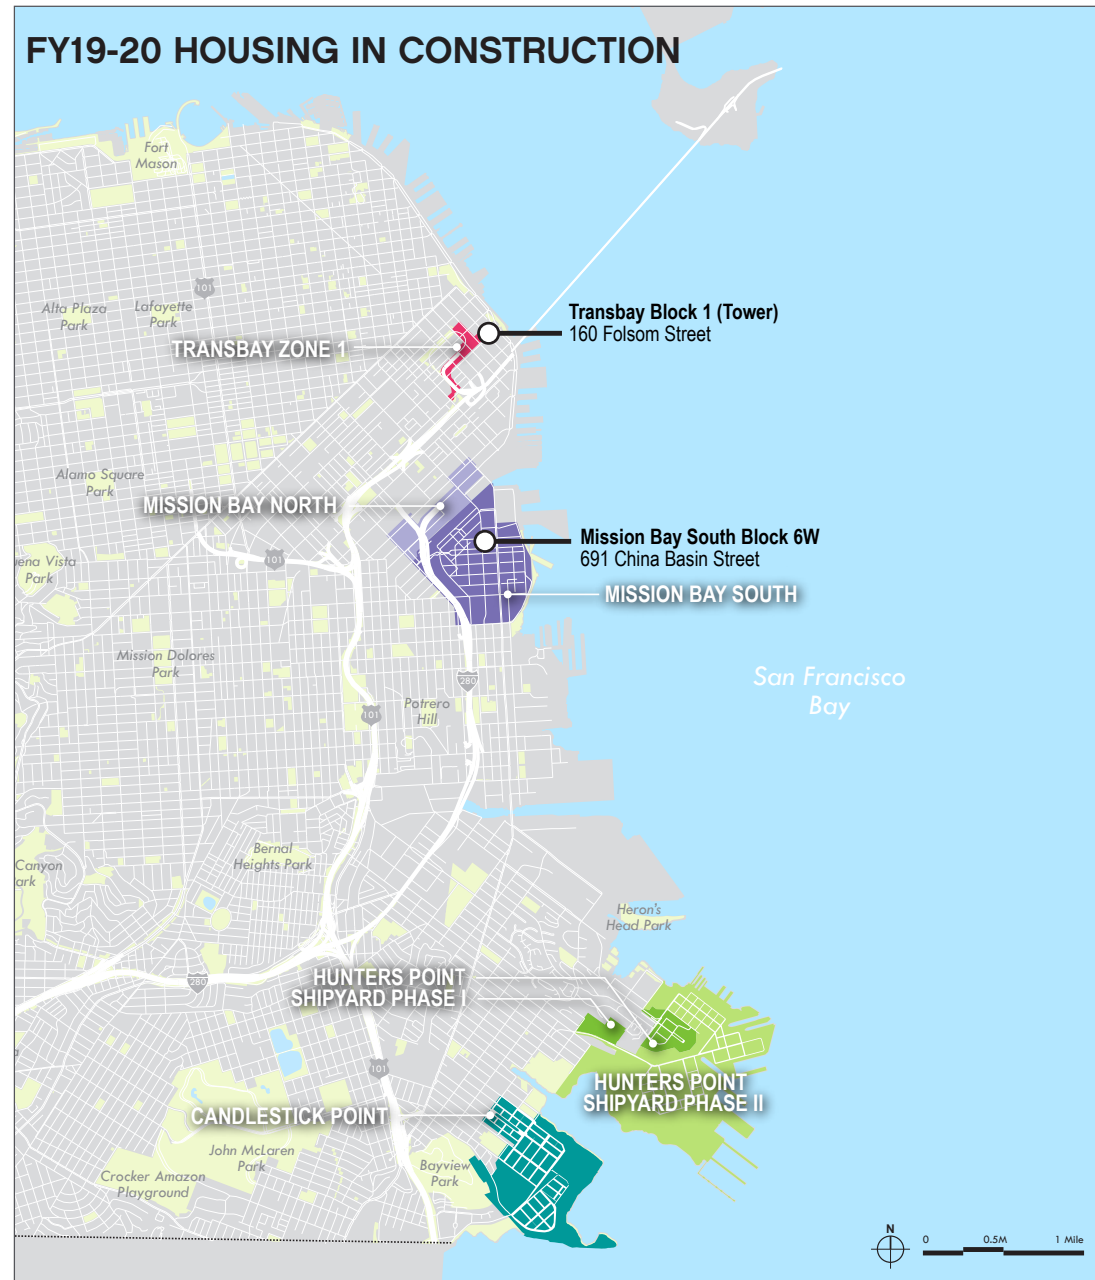 FY19-20 HOUSING IN CONSTRUCTION
Fort
Mason
101
Alta Plaza
Park
Lafayette
Park
Transbay Block 1 (Tower)
160 Folsom Street
TRANSBAY ZONE 1
Alamo Square
Park
MISSION BAY NORTH
Mission Bay South Block 6W
691 China Basin Street
101
uena Vista
Park
MISSION BAY SOUTH
Mission Dolores
Park
280
San Francisco
Bay
Potrero
Hill
101
Bernal
Heights Park
Canyon
ark
Heron's
Head Park
HUNTERS POINT
SHIPYARD PHASE I
280
101
HUNTERS POINT
SHIPYARD PHASE II
CANDLESTICK POINT
John McLaren
Park
Bayview
Park
Crocker Amazon
Playground
N
0 0.5M 1 Mile